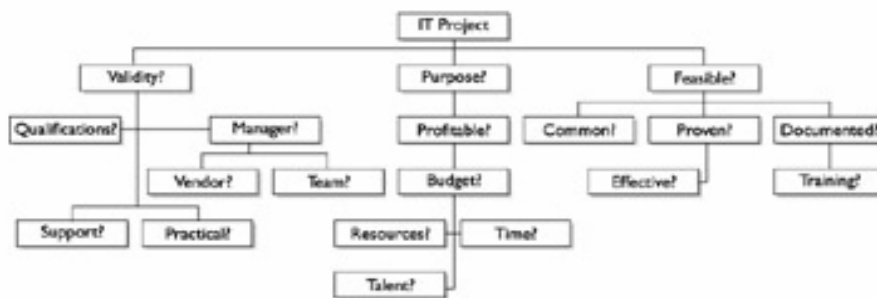 IT Project
Validity?
Purpose?
Feasible?
Qualifications?
Manager?
Profitable?
Common?
Proven?
Documented?
Vendor?
Team?
Budget?
Effective?
Training?
Support?
Practical?
Resources?
Time?
Talent?